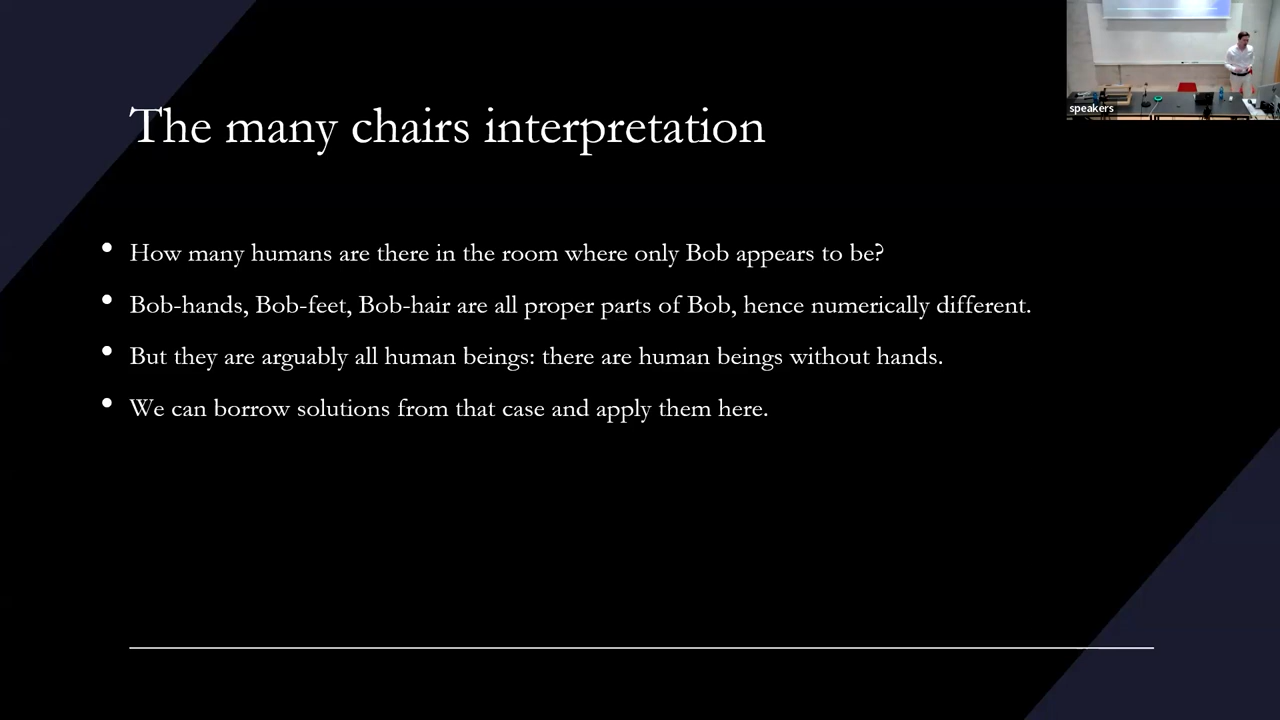 speakers
The many chairs interpretation
• How many humans are there in the room where only Bob appears to be?
• Bob-hands, Bob-feet, Bob-hair are all proper parts of Bob, hence numerically different.
• But they are arguably all human beings: there are human beings without hands.
• We can borrow solutions from that case and apply them here.